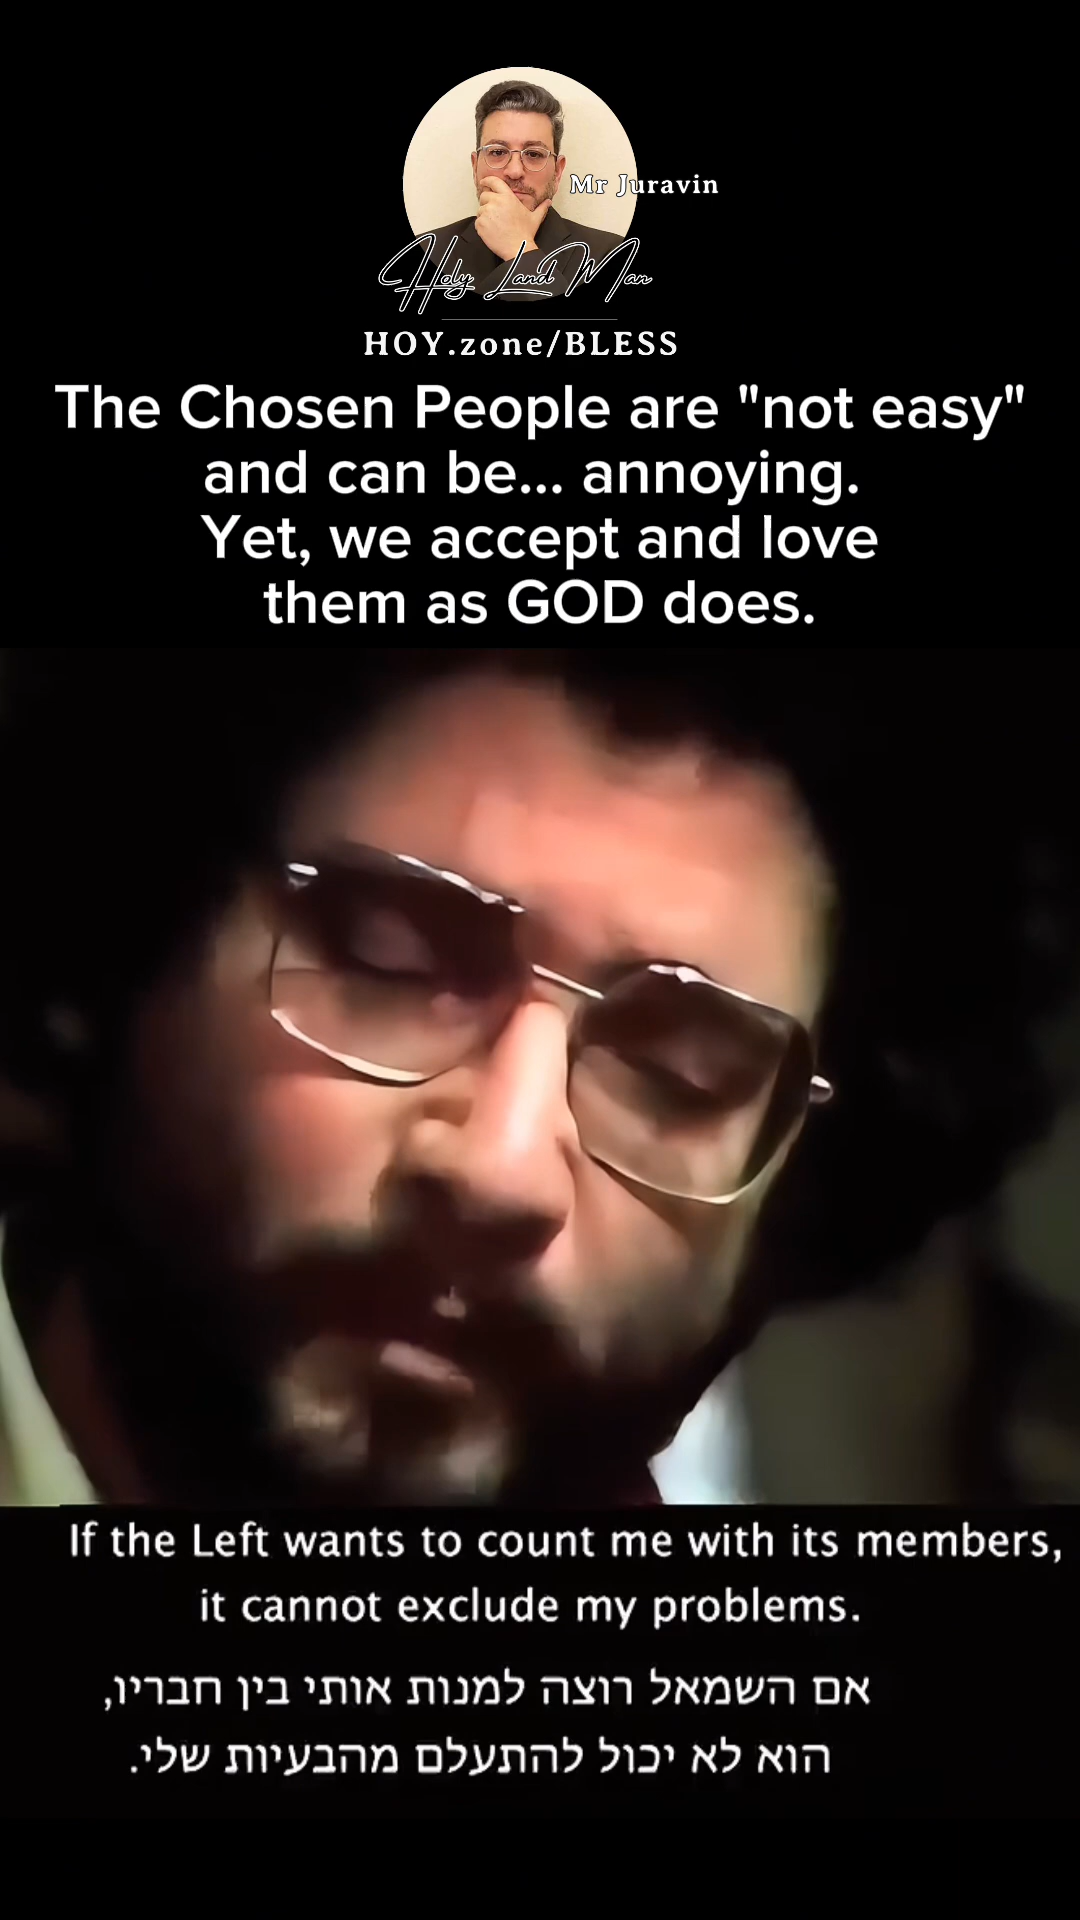 Mr Juravin
Holy Land Man
HOY.zone/BLESS
The Chosen People are "not easy"
and can be... annoying.
Yet, we accept and love
them as GOD does.
If the Left wants to count me with its members,
it cannot exclude my problems.
אם השמאל רוצה למנות אותי בין חבריו,
הוא לא יכול להתעלם מהבעיות שלי.